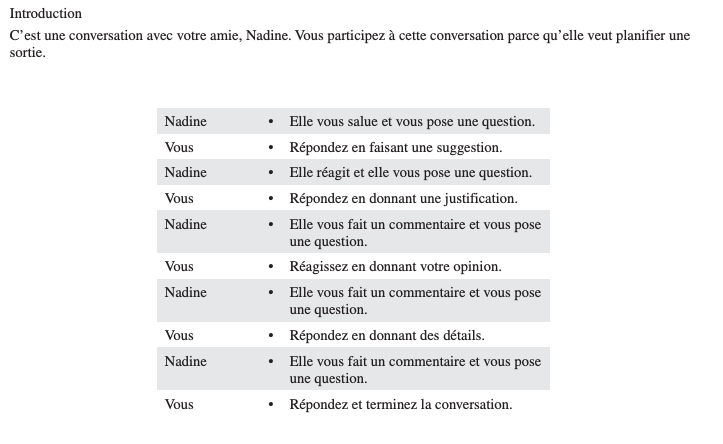 Introduction
C’est une conversation avec votre amie, Nadine. Vous participez à cette conversation parce qu’elle veut planifier une
sortie.
Nadine • Elle vous salue et vous pose une question.
Vous • Répondez en faisant une suggestion.
Nadine • Elle réagit et elle vous pose une question.
Vous • Répondez en donnant une justification.
Nadine • Elle vous fait un commentaire et vous pose
une question.
Vous • Réagissez en donnant votre opinion.
Nadine • Elle vous fait un commentaire et vous pose
une question.
Vous • Répondez en donnant des détails.
Nadine • Elle vous fait un commentaire et vous pose
une question.
Vous • Répondez et terminez la conversation.